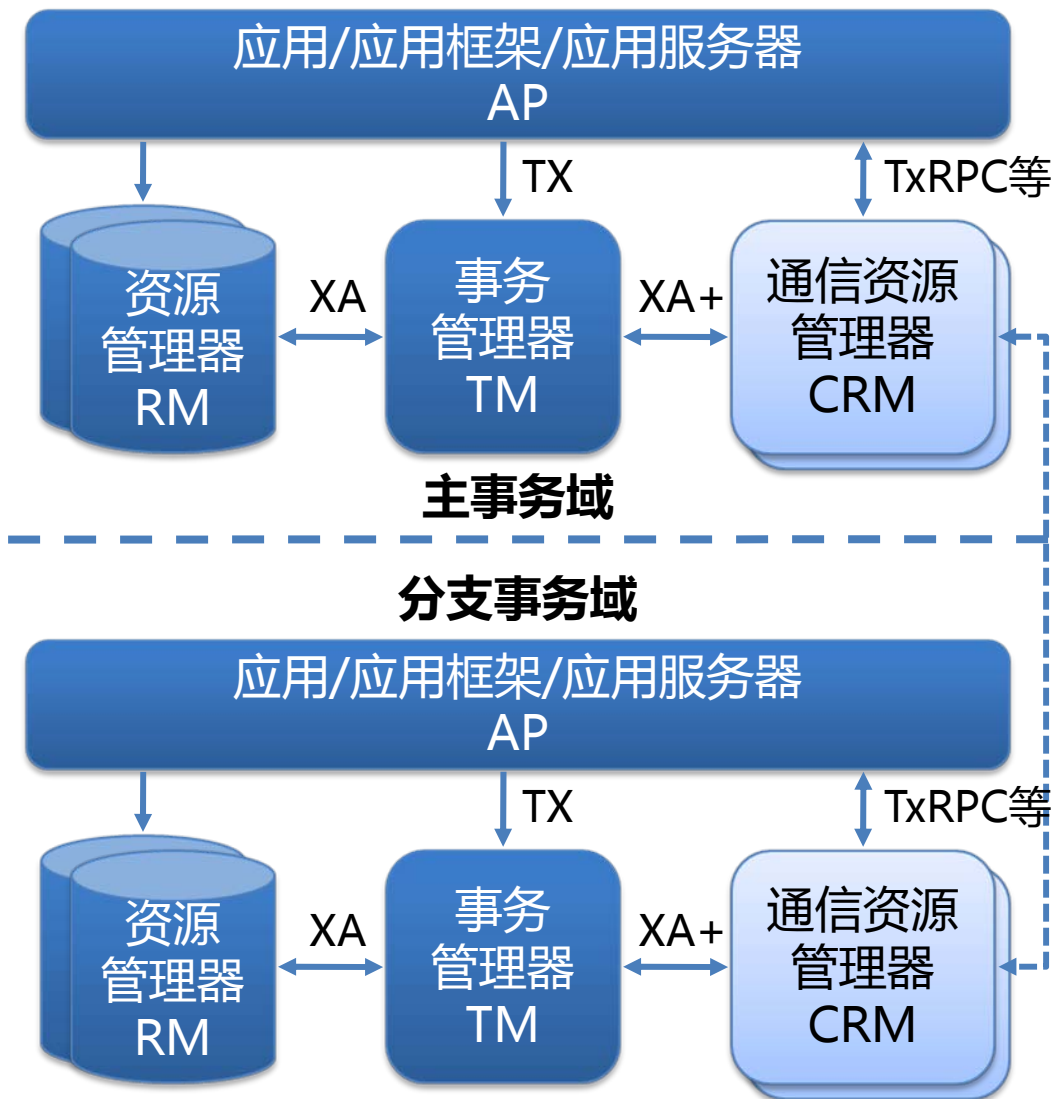 应用/应用框架/应用服务器
AP
TX
TxRPC等
资源
管理器
RM
XA
事务
管理器
TM
XA+
通信资源
管理器
CRM
主事务域
分支事务域
应用/应用框架/应用服务器
AP
TX
TxRPC等
资源
管理器
RM
XA
事务
管理器
TM
XA+
通信资源
管理器
CRM